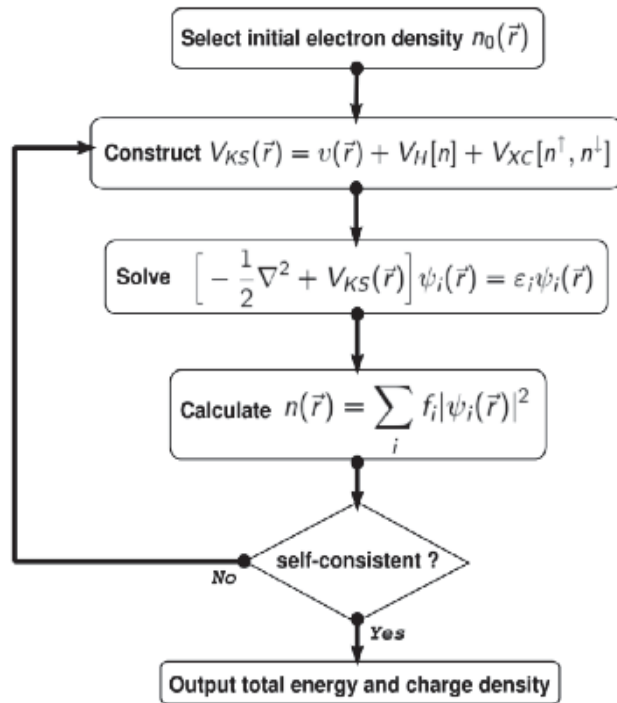 Select initial electron density n₀(r⃗)
Construct V_KS(r⃗) = υ(r⃗) + V_H[n] + V_XC[n↑, n↓]
Solve [ − 1/2 ∇² + V_KS(r⃗) ] ψᵢ(r⃗) = εᵢψᵢ(r⃗)
Calculate n(r⃗) = ∑ᵢ fᵢ|ψᵢ(r⃗)|²
self-consistent ?
No
Yes
Output total energy and charge density